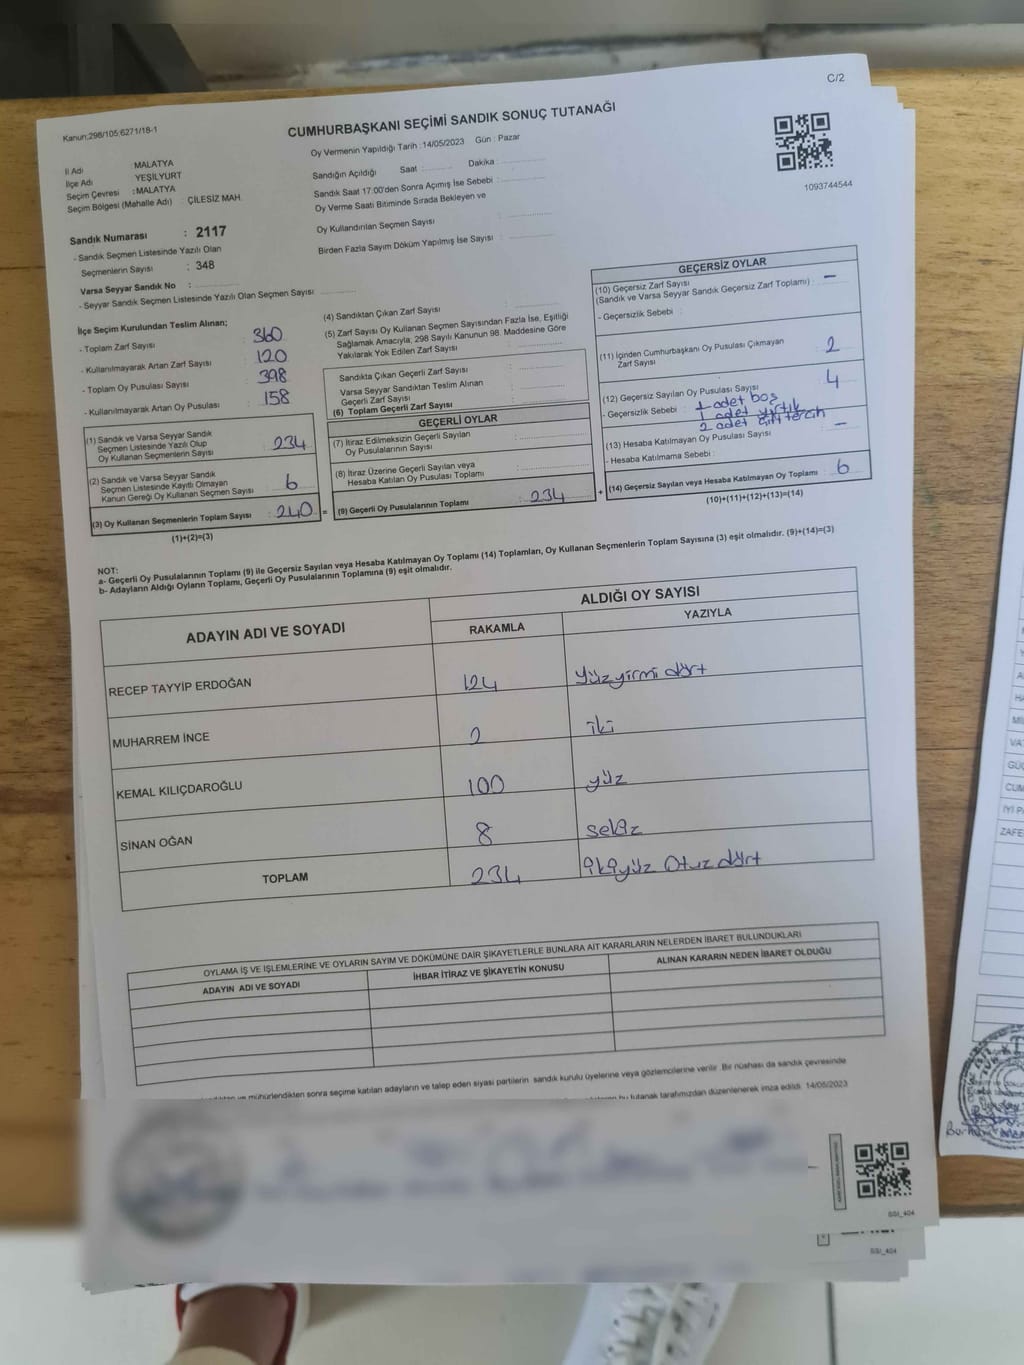 C/2
Kanun:298/105;6271/18-1
CUMHURBAŞKANI SEÇİMİ SANDIK SONUÇ TUTANAĞI
Oy Vermenin Yapıldığı Tarih : 14/05/2023 Gün : Pazar
İl Adı MALATYA
İlçe Adı YEŞİLYURT
Seçim Çevresi : MALATYA
Seçim Bölgesi (Mahalle Adı) : ÇİLESİZ MAH.
Sandığın Açıldığı Saat : Dakika :
Sandık Saat 17:00'den Sonra Açımış İse Sebebi :
Oy Verme Saati Bitiminde Sırada Bekleyen ve
Oy Kullandırılan Seçmen Sayısı
Birden Fazla Sayım Döküm Yapılmış İse Sayısı :
1093744544
Sandık Numarası : 2117
- Sandık Seçmen Listesinde Yazılı Olan
Seçmenlerin Sayısı : 348
Varsa Seyyar Sandık No :
- Seyyar Sandık Seçmen Listesinde Yazılı Olan Seçmen Sayısı
İlçe Seçim Kurulundan Teslim Alınan;
- Toplam Zarf Sayısı : 360
- Kullanılmayarak Artan Zarf Sayısı : 120
- Toplam Oy Pusulası Sayısı : 398
- Kullanılmayarak Artan Oy Pusulası : 158
(1) Sandık ve Varsa Seyyar Sandık
Seçmen Listesinde Yazılı Olup
Oy Kullanan Seçmenlerin Sayısı : 234
(2) Sandık ve Varsa Seyyar Sandık
Seçmen Listesinde Kayıtlı Olmayan
Kanun Gereği Oy Kullanan Seçmen Sayısı : 6
(3) Oy Kullanan Seçmenlerin Toplam Sayısı : 240 =
(1)+(2)=(3)
(4) Sandıktan Çıkan Zarf Sayısı :
(5) Zarf Sayısı Oy Kullanan Seçmen Sayısından Fazla İse, Eşitliği
Sağlamak Amacıyla, 298 Sayılı Kanunun 98. Maddesine Göre
Yakılarak Yok Edilen Zarf Sayısı :
Sandıkta Çıkan Geçerli Zarf Sayısı :
Varsa Seyyar Sandıktan Teslim Alınan
Geçerli Zarf Sayısı :
(6) Toplam Geçerli Zarf Sayısı :
GEÇERLİ OYLAR
(7) İtiraz Edilmeksizin Geçerli Sayılan
Oy Pusulasının Sayısı :
(8) İtiraz Üzerine Geçerli Sayılan veya
Hesaba Katılan Oy Pusulası Toplamı :
(9) Geçerli Oy Pusulalarının Toplamı : 234 +
GEÇERSİZ OYLAR
(10) Geçersiz Zarf Sayısı
(Sandık ve Varsa Seyyar Sandık Geçersiz Zarf Toplamı) : -
- Geçersizlik Sebebi :
(11) İçinden Cumhurbaşkanı Oy Pusulası Çıkmayan
Zarf Sayısı : 2
(12) Geçersiz Sayılan Oy Pusulası Sayısı : 4
- Geçersizlik Sebebi : 1 adet boş
1 adet yırtık
2 adet çift tercih
(13) Hesaba Katılmayan Oy Pusulası Sayısı : -
- Hesaba Katılmama Sebebi :
(14) Geçersiz Sayılan veya Hesaba Katılmayan Oy Toplamı : 6
(10)+(11)+(12)+(13)=(14)
NOT:
a- Geçerli Oy Pusulalarının Toplamı (9) ile Geçersiz Sayılan veya Hesaba Katılmayan Oy Toplamı (14) Toplamları, Oy Kullanan Seçmenlerin Toplam Sayısına (3) eşit olmalıdır. (9)+(14)=(3)
b- Adayların Aldığı Oyların Toplamı, Geçerli Oy Pusulalarının Toplamına (9) eşit olmalıdır.
ADAYIN ADI VE SOYADI ALDIĞI OY SAYISI
RAKAMLA YAZIYLA
RECEP TAYYİP ERDOĞAN 124 Yüzyirmi dört
MUHARREM İNCE 2 iki
KEMAL KILIÇDAROĞLU 100 yüz
SİNAN OĞAN 8 sekiz
TOPLAM 234 ikiyüz Otuz dört
OYLAMA İŞ VE İŞLEMLERİNE VE OYLARIN SAYIM VE DÖKÜMÜNE DAİR ŞİKAYETLERLE BUNLARA AİT KARARLARIN NELERDEN İBARET BULUNDUKLARI
ADAYIN ADI VE SOYADI İHBAR İTİRAZ VE ŞİKAYETİN KONUSU ALINAN KARARIN NEDEN İBARET OLDUĞU
mühürlendikten sonra seçime katılan adayların ve talep eden siyasi partilerin sandık kurulu üyelerine veya gözlemcilerine verilir. Bir nüshası da sandık çevresinde
bu tutanak tarafımızdan düzenlenerek imza edildi. 14/05/2023
SSI_404
SSI_404
GÜÇ
CUM
İYİ P
ZAFE